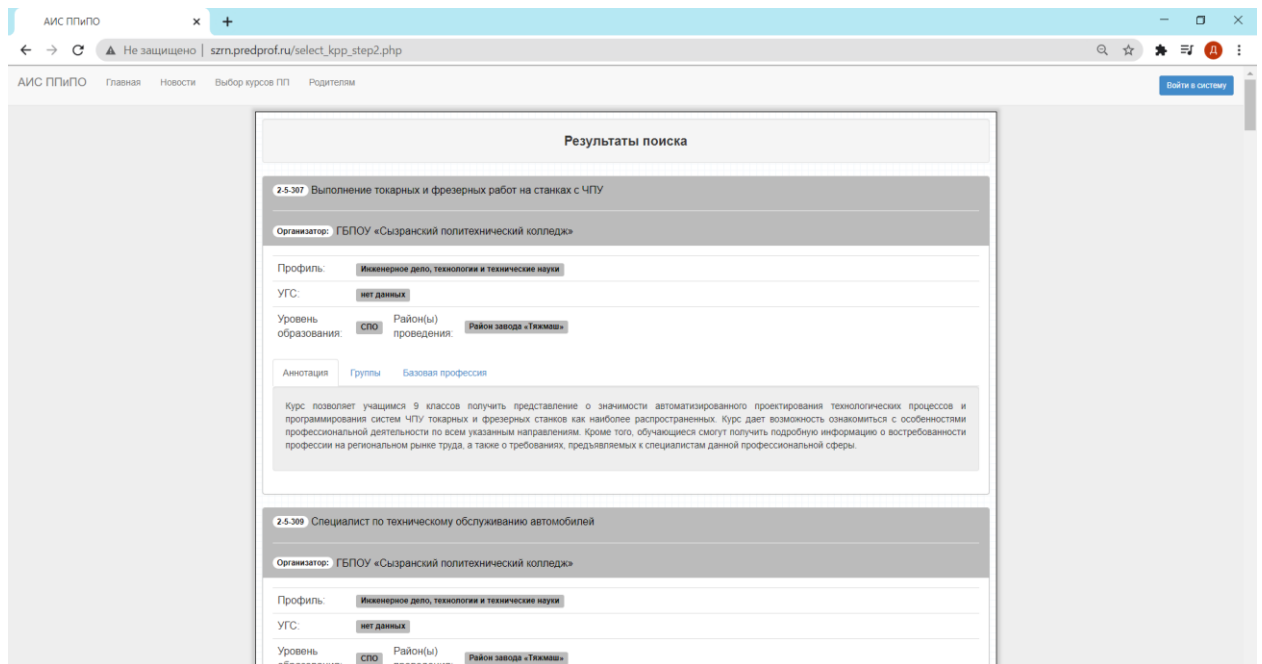 АИС ППиПО
Не защищено | szrn.predprof.ru/select_kpp_step2.php
Д
АИС ППиПО Главная Новости Выбор курсов ПП Родителям Войти в систему
Результаты поиска
2-5-307 Выполнение токарных и фрезерных работ на станках с ЧПУ
Организатор: ГБПОУ «Сызранский политехнический колледж»
Профиль: Инженерное дело, технологии и технические науки
УГС: нет данных
Уровень образования: СПО Район(ы) проведения: Район завода «Тяжмаш»
Аннотация Группы Базовая профессия
Курс позволяет учащимся 9 классов получить представление о значимости автоматизированного проектирования технологических процессов и
программирования систем ЧПУ токарных и фрезерных станков как наиболее распространенных. Курс дает возможность ознакомиться с особенностями
профессиональной деятельности по всем указанным направлениям. Кроме того, обучающиеся смогут получить подробную информацию о востребованности
профессии на региональном рынке труда, а также о требованиях, предъявляемых к специалистам данной профессиональной сферы.
2-5-309 Специалист по техническому обслуживанию автомобилей
Организатор: ГБПОУ «Сызранский политехнический колледж»
Профиль: Инженерное дело, технологии и технические науки
УГС: нет данных
Уровень СПО Район(ы) Район завода «Тяжмаш»